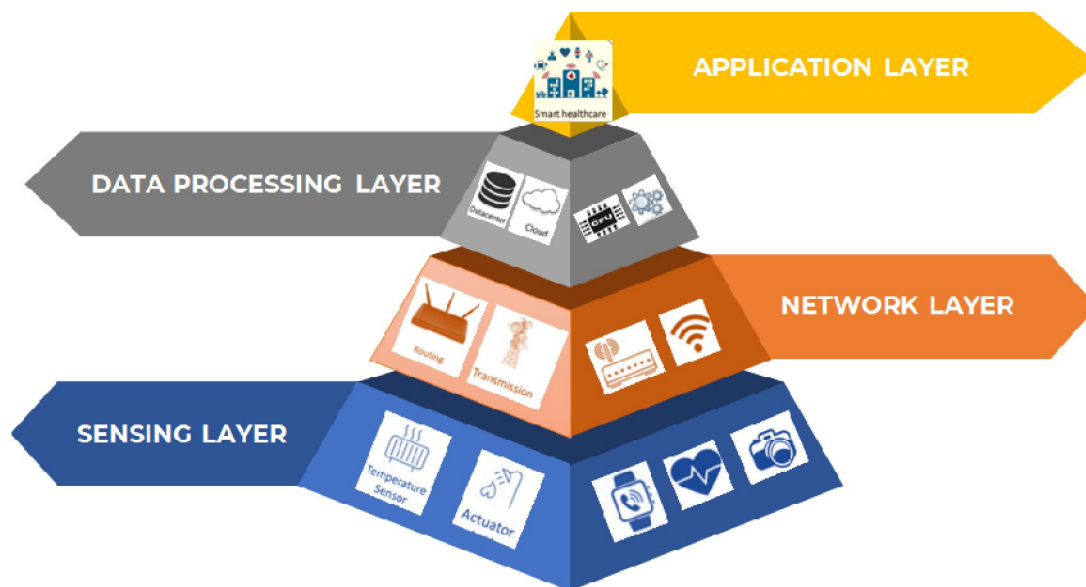 APPLICATION LAYER
Smart healthcare
DATA PROCESSING LAYER
Datacenter
Cloud
CPU
NETWORK LAYER
Routing
Transmission
SENSING LAYER
Temperature
Sensor
Actuator